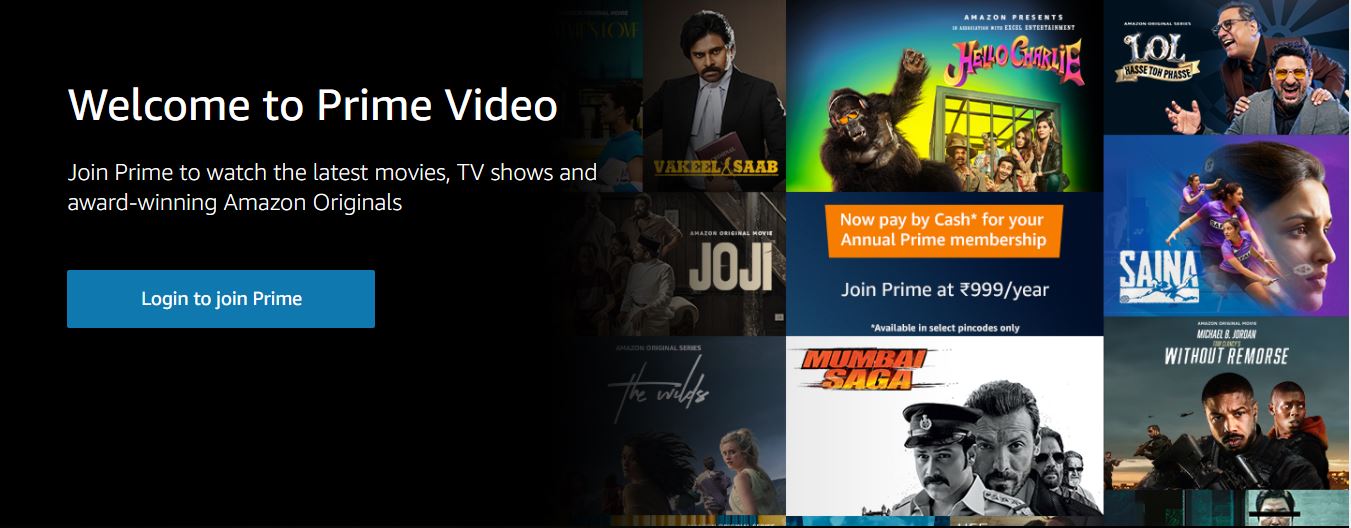 Welcome to Prime Video
Join Prime to watch the latest movies, TV shows and
award-winning Amazon Originals
Login to join Prime
VAKEEL SAAB
AMAZON PRESENTS
IN ASSOCIATION WITH EXCEL ENTERTAINMENT
HELLO CHARLIE
AMAZON ORIGINAL SERIES
LOL
HASSE TOH PHASSE
AMAZON ORIGINAL MOVIE
JOJI
Now pay by Cash* for your
Annual Prime membership
Join Prime at ₹999/year
*Available in select pincodes only
SAINA
AMAZON ORIGINAL SERIES
the wilds
MUMBAI
SAGA
AMAZON ORIGINAL MOVIE
MICHAEL B. JORDAN
TOM CLANCY'S
WITHOUT REMORSE
AMAZON ORIGINAL SERIES